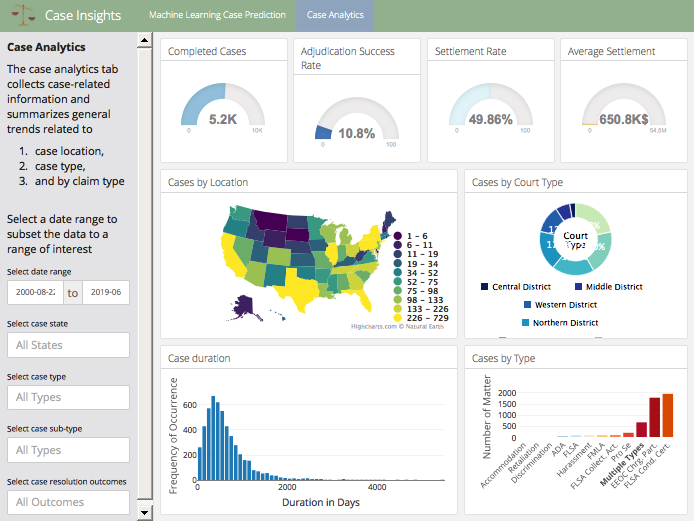 Case Insights
Machine Learning Case Prediction
Case Analytics
Case Analytics
The case analytics tab
collects case-related
information and
summarizes general
trends related to
1. case location,
2. case type,
3. and by claim type
Select a date range to
subset the data to a
range of interest
Select date range
2000-08-2
to
2019-06
Select case state
All States
Select case type
All Types
Select case sub-type
All Types
Select case resolution outcomes
All Outcomes
Completed Cases
5.2K
0
10K
Adjudication Success
Rate
10.8%
0
100
Settlement Rate
49.86%
0
100
Average Settlement
650.8K$
0
54.5M
Cases by Location
1 – 6
6 – 11
11 – 19
19 – 34
34 – 52
52 – 75
75 – 98
98 – 133
133 – 226
226 – 729
Highcharts.com © Natural Earth
Cases by Court Type
Court
Type
Central District
Middle District
Western District
Northern District
Case duration
Frequency of Occurrence
600
400
200
0
0
2000
4000
Duration in Days
Cases by Type
Number of Matter
2000
1500
1000
500
0
Accommodation
Retaliation
Discrimination
ADA
FLSA
Harassment
FMLA
FLSA Collect. Act.
Pro Se
Multiple Types
EEOC Chrg. Part.
FLSA Cond. Cert.